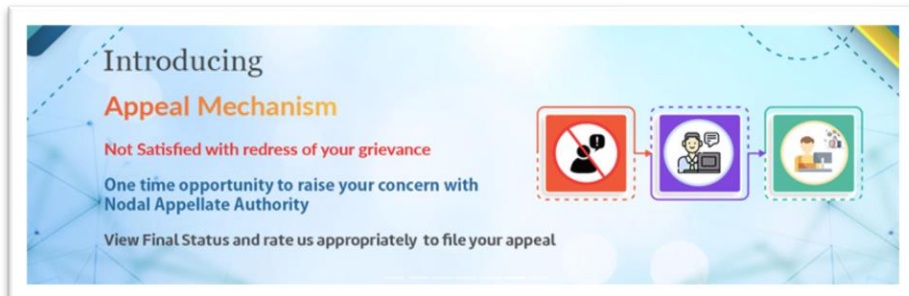 Introducing
Appeal Mechanism
Not Satisfied with redress of your grievance
One time opportunity to raise your concern with
Nodal Appellate Authority
View Final Status and rate us appropriately to file your appeal